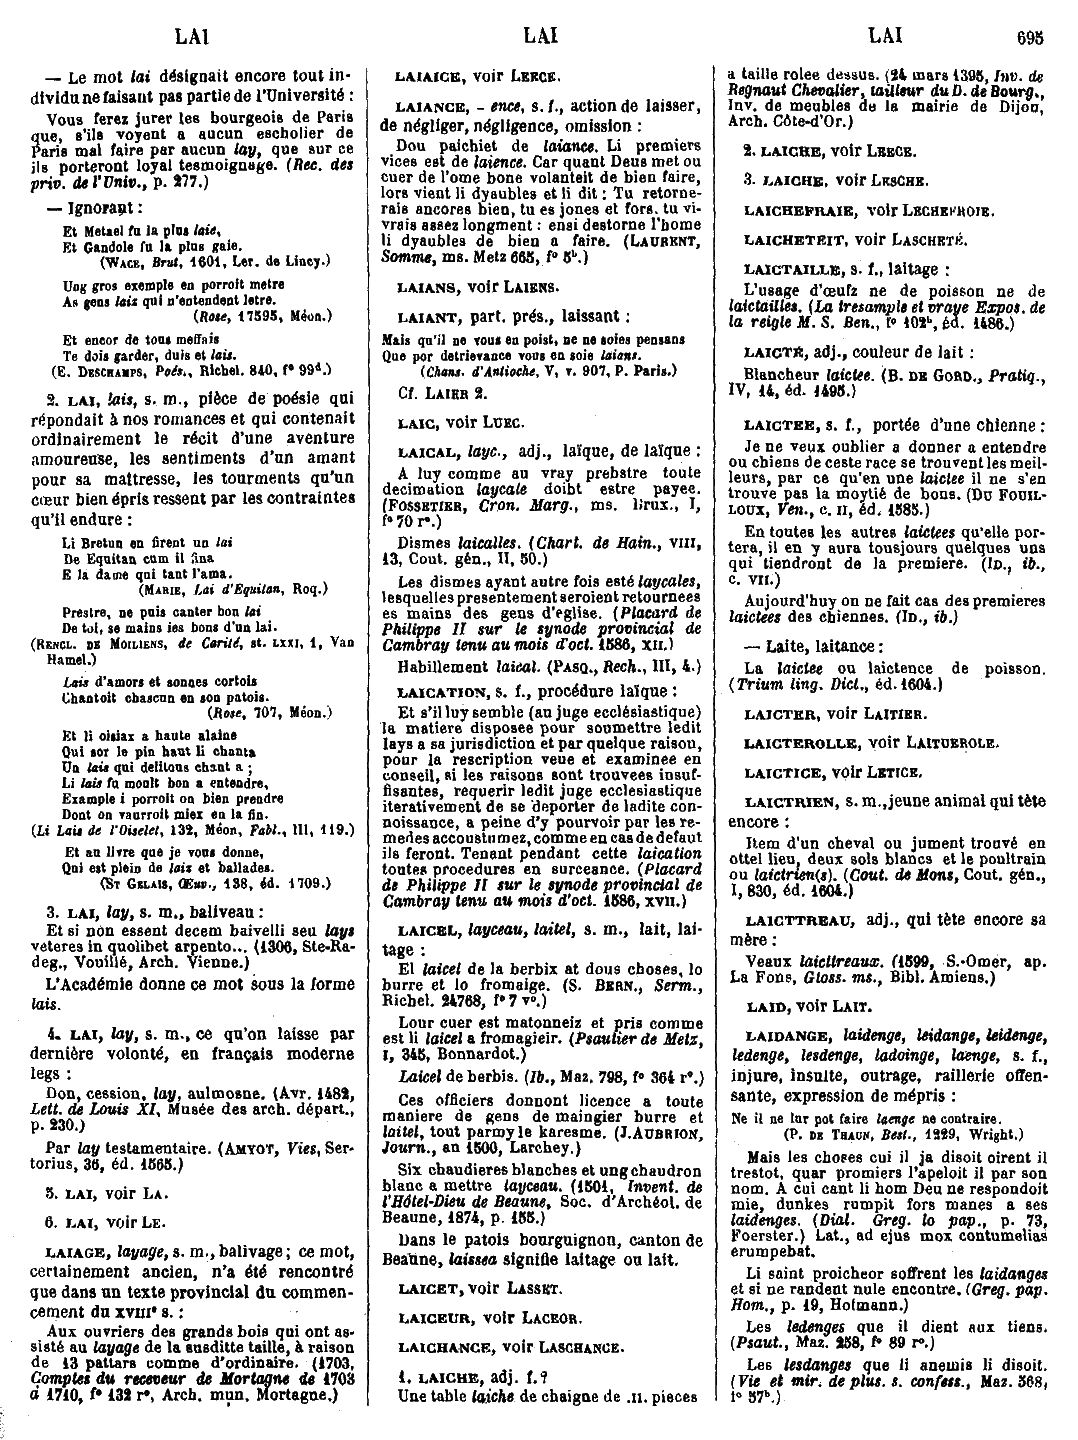 LAI
LAI
LAI
695
— Le mot lai désignait encore tout in-
dividu ne faisant pas partie de l'Université :
Vous ferez jurer les bourgeois de Paris
que, s'ils voyent a aucun escholier de
Paris mal faire par aucun lay, que sur ce
ils porteront loyal tesmoignage. (Rec. des
priv. de l'Univ., p. 277.)
— Ignorant :
Et Metael fu la plus laie,
Et Gandole fu la plus gaie.
(WACE, Brut, 1601, Ler. de Lincy.)
Ung gros exemple en porroit metre
As gens lais qui n'entendent letre.
(Rose, 17595, Méon.)
Et encor de tous meffais
Te dois garder, duis et lais.
(E. DESCHAMPS, Poés., Richel. 840, f° 99d.)
2. LAI, lais, s. m., pièce de poésie qui
répondait à nos romances et qui contenait
ordinairement le récit d'une aventure
amoureuse, les sentiments d'un amant
pour sa maîtresse, les tourments qu'un
cœur bien épris ressent par les contraintes
qu'il endure :
Li Bretun en firent un lai
De Equitan cum il fina
E la dame qui tant l'ama.
(MARIE, Lai d'Equitan, Roq.)
Prestre, ne puis canter bon lai
De toi, se mains ies bons d'un lai.
(RENCL. DE MOILIENS, de Carité, st. LXXI, 1, Van
Hamel.)
Lais d'amors et sonnes cortois
Chantoit chascun en son patois.
(Rose, 707, Méon.)
Et li oisiax a haute alaine
Qui sor le pin haut li chanta
Un lais qui delitous chant a ;
Li lais fu moult bon a entendre,
Example i porroit on bien prendre
Dont on vaurroit miex en la fin.
(Li Lais de l'Oiselet, 132, Méon, Fabl., III, 119.)
Et au livre que je vous donne,
Qui est plein de laiz et ballades.
(ST GELAIS, Œuv., 138, éd. 1709.)
3. LAI, lay, s. m., baliveau :
Et si non essent decem baivelli seu lays
veteres in quolibet arpento... (1306, Ste-Ra-
deg., Vouillé, Arch. Vienne.)
L'Académie donne ce mot sous la forme
lais.
4. LAI, lay, s. m., ce qu'on laisse par
dernière volonté, en français moderne
legs :
Don, cession, lay, aulmosne. (Avr. 1482,
Lett. de Louis XI, Musée des arch. départ.,
p. 230.)
Par lay testamentaire. (AMYOT, Vies, Ser-
torius, 36, éd. 1565.)
5. LAI, voir LA.
6. LAI, voir LE.
LAIAGE, layage, s. m., balivage ; ce mot,
certainement ancien, n'a été rencontré
que dans un texte provincial du commen-
cement du XVIIIe s. :
Aux ouvriers des grands bois qui ont as-
sisté au layage de la susditte taille, à raison
de 13 pattars comme d'ordinaire. (1703,
Comptes du receveur de Mortagne de 1703
à 1710, f° 132 r°, Arch. mun. Mortagne.)
LAIAICE, voir LEECE.
LAIANCE, - ence, s. f., action de laisser,
de négliger, négligence, omission :
Dou paichiet de laiance. Li premiers
vices est de laience. Car quant Deus met ou
cuer de l'ome bone volanteit de bien faire,
lors vient li dyaubles et li dit : Tu retorne-
rais ancores bien, tu es jones et fors, tu vi-
vrais assez longment : ensi destorne l'home
li dyaubles de bien a faire. (LAURENT,
Somme, ms. Metz 665, f° 5b.)
LAIANS, voir LAIENS.
LAIANT, part. prés., laissant :
Mais qu'il ne vous en poist, ne ne soies pensans
Que por detrievance vous en soie laians.
(Chans. d'Antioche, V, v. 907, P. Paris.)
Cf. LAIER 2.
LAIC, voir LUEC.
LAICAL, layc., adj., laïque, de laïque :
A luy comme au vray prebstre toute
decimation laycale doibt estre payee.
(FOSSETIER, Cron. Marg., ms. Brux., I,
f° 70 r°.)
Dismes laicalles. (Chart. de Hain., VIII,
13, Cout. gén., II, 50.)
Les dismes ayant autre fois esté laycales,
lesquelles presentement seroient retournees
es mains des gens d'eglise. (Placard de
Philippe II sur le synode provincial de
Cambray tenu au mois d'oct. 1586, XII.)
Habillement laical. (PASQ., Rech., III, 4.)
LAICATION, s. f., procédure laïque :
Et s'il luy semble (au juge ecclésiastique)
la matiere disposee pour soumettre ledit
lays a sa jurisdiction et par quelque raison,
pour la rescription veue et examinee en
conseil, si les raisons sont trouvees insuf-
fisantes, requerir ledit juge ecclesiastique
iterativement de se deporter de ladite con-
noissance, a peine d'y pourvoir par les re-
medes accoustumez, comme en cas de defaut
ils feront. Tenant pendant cette laication
toutes procedures en surceance. (Placard
de Philippe II sur le synode provincial de
Cambray tenu au mois d'oct. 1586, XVII.)
LAICEL, layceau, laitel, s. m., lait, lai-
tage :
El laicel de la berbix at dous choses, lo
burre et lo fromaige. (S. BERN., Serm.,
Richel. 24768, f° 7 v°.)
Lour cuer est matonneiz et pris comme
est li laicel a fromagieir. (Psautier de Metz,
I, 345, Bonnardot.)
Laicel de berbis. (Ib., Maz. 798, f° 364 r°.)
Ces officiers donnont licence a toute
maniere de gens de maingier burre et
laitel, tout parmy le karesme. (J. AUBRION,
Journ., an 1500, Larchey.)
Six chaudieres blanches et ung chaudron
blanc a mettre layceau. (1501, Invent. de
l'Hôtel-Dieu de Beaune, Soc. d'Archéol. de
Beaune, 1874, p. 155.)
Dans le patois bourguignon, canton de
Beaune, laissea signifie laitage ou lait.
LAICET, voir LASSET.
LAICEUR, voir LACEOR.
LAICHANCE, voir LASCHANCE.
1. LAICHE, adj. f.?
Une table laiche de chaigne de .II. pieces
a taille rolee dessus. (24 mars 1395, Inv. de
Regnaut Chevalier, tailleur du D. de Bourg.,
Inv. de meubles de la mairie de Dijon,
Arch. Côte-d'Or.)
2. LAICHE, voir LEECE.
3. LAICHE, voir LESCHE.
LAICHEFRAIE, voir LECHEFROIE.
LAICHETEIT, voir LASCHETÉ.
LAICTAILLE, s. f., laitage :
L'usage d'œufz ne de poisson ne de
laictailles. (La tresample et vraye Expos. de
la reigle M. S. Ben., f° 102b, éd. 1486.)
LAICTÉ, adj., couleur de lait :
Blancheur laictee. (B. DE GORD., Pratiq.,
IV, 14, éd. 1495.)
LAICTEE, s. f., portée d'une chienne :
Je ne veux oublier a donner a entendre
ou chiens de ceste race se trouvent les meil-
leurs, par ce qu'en une laictee il ne s'en
trouve pas la moytié de bons. (DU FOUIL-
LOUX, Ven., c. II, éd. 1585.)
En toutes les autres laictees qu'elle por-
tera, il en y aura tousjours quelques uns
qui tiendront de la premiere. (ID., ib.,
c. VII.)
Aujourd'huy on ne fait cas des premieres
laictees des chiennes. (ID., ib.)
— Laite, laitance :
La laictee ou laictence de poisson.
(Trium ling. Dict., éd. 1604.)
LAICTER, voir LAITIER.
LAICTEROLLE, voir LAITUEROLE.
LAICTICE, voir LETICE.
LAICTRIEN, s. m., jeune animal qui tète
encore :
Item d'un cheval ou jument trouvé en
ottel lieu, deux sols blancs et le poultrain
ou laictrien(s). (Cout. de Mons, Cout. gén.,
I, 830, éd. 1604.)
LAICTTREAU, adj., qui tète encore sa
mère :
Veaux laicttreaux. (1599, S.-Omer, ap.
La Fons, Gloss. ms., Bibl. Amiens.)
LAID, voir LAIT.
LAIDANGE, laidenge, leidange, leidenge,
ledenge, lesdenge, ladoinge, laenge, s. f.,
injure, insulte, outrage, raillerie offen-
sante, expression de mépris :
Ne il ne lur pot faire laenge ne contraire.
(P. DE THAUN, Best., 1229, Wright.)
Mais les choses cui il ja disoit oirent il
trestot, quar promiers l'apeloit il par son
nom. A cui cant li hom Deu ne respondoit
mie, dunkes rumpit fors manes a ses
laidenges. (Dial. Greg. lo pap., p. 73,
Foerster.) Lat., ad ejus mox contumelias
erumpebat.
Li saint proicheor soffrent les laidanges
et si ne randent nule encontre. (Greg. pap.
Hom., p. 19, Hofmann.)
Les ledenges que il dient aux tiens.
(Psaut., Maz. 258, f° 89 r°.)
Les lesdanges que li anemis li disoit.
(Vie et mir. de plus. s. confess., Maz. 568,
f° 57b.)